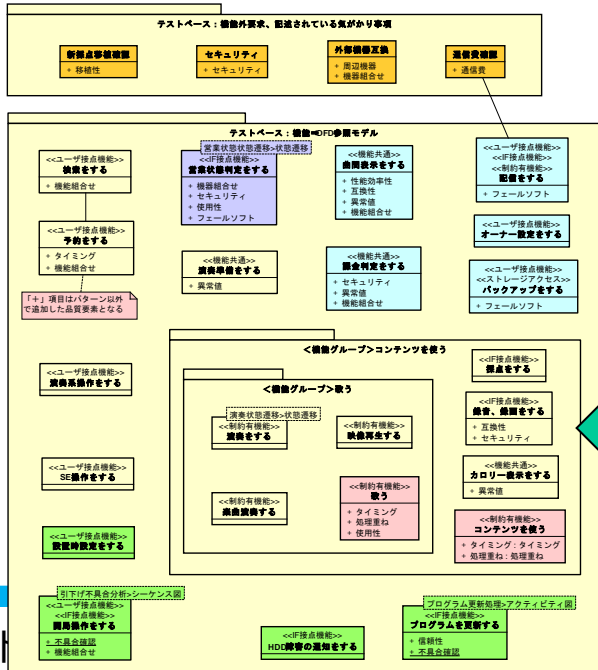 テストベース：機能外要求、記述されている気がかり事項
新採点移植確認
+ 移植性
セキュリティ
+ セキュリティ
外部機器互換
+ 周辺機器
+ 機器組合せ
通信費確認
+ 通信費
テストベース：機能=DFD参照モデル
<<ユーザ接点機能>>
検索をする
+ 機能組合せ
<<ユーザ接点機能>>
予約をする
+ タイミング
+ 機能組合せ
「＋」項目はパターン以外
で追加した品質要素となる
営業状態状態遷移>状態遷移
<<IF接点機能>>
営業状態判定をする
+ 機器組合せ
+ セキュリティ
+ 使用性
+ フェールソフト
<<機能共通>>
演奏準備をする
+ 異常値
<<機能共通>>
曲間表示をする
+ 性能効率性
+ 互換性
+ 異常値
+ 機能組合せ
<<機能共通>>
課金判定をする
+ セキュリティ
+ 異常値
+ 機能組合せ
<<ユーザ接点機能>>
<<IF接点機能>>
<<制約有機能>>
配信をする
+ フェールソフト
<<ユーザ接点機能>>
オーナー設定をする
<<ユーザ接点機能>>
<<ストレージアクセス>>
バックアップをする
+ フェールソフト
<<ユーザ接点機能>>
演奏系操作をする
<<ユーザ接点機能>>
SE操作をする
<<ユーザ接点機能>>
設置時設定をする
＜機能グループ＞コンテンツを使う
＜機能グループ＞歌う
演奏状態遷移>状態遷移
<<制約有機能>>
演奏をする
<<制約有機能>>
映像再生する
<<制約有機能>>
楽曲演奏する
<<制約有機能>>
歌う
+ タイミング
+ 処理重ね
+ 使用性
<<IF接点機能>>
採点をする
<<IF接点機能>>
録音、録画をする
+ 互換性
+ セキュリティ
<<機能共通>>
カロリー表示をする
+ 異常値
<<制約有機能>>
コンテンツを使う
+ タイミング：タイミング
+ 処理重ね：処理重ね
引下げ不具合分析>シーケンス図
<<ユーザ接点機能>>
<<IF接点機能>>
開局操作をする
+ 不具合確認
+ 機能組合せ
<<IF接点機能>>
HDD障害の通知をする
プログラム更新処理>アクティビティ図
<<IF接点機能>>
プログラムを更新する
+ 信頼性
+ 不具合確認